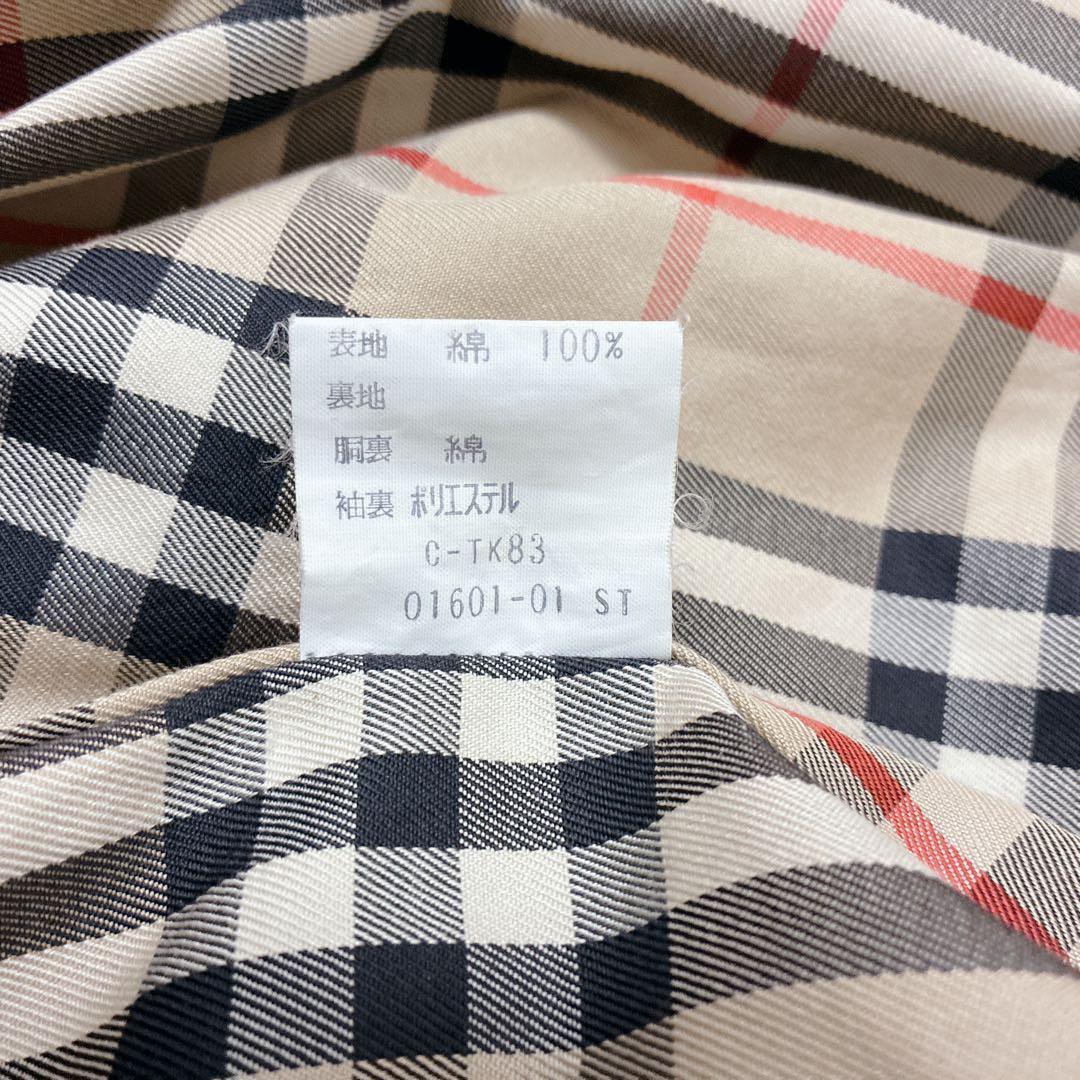 表地 綿 100%
裏地
胴裏 綿
袖裏 ポリエステル
C-TK83
01601-01 ST